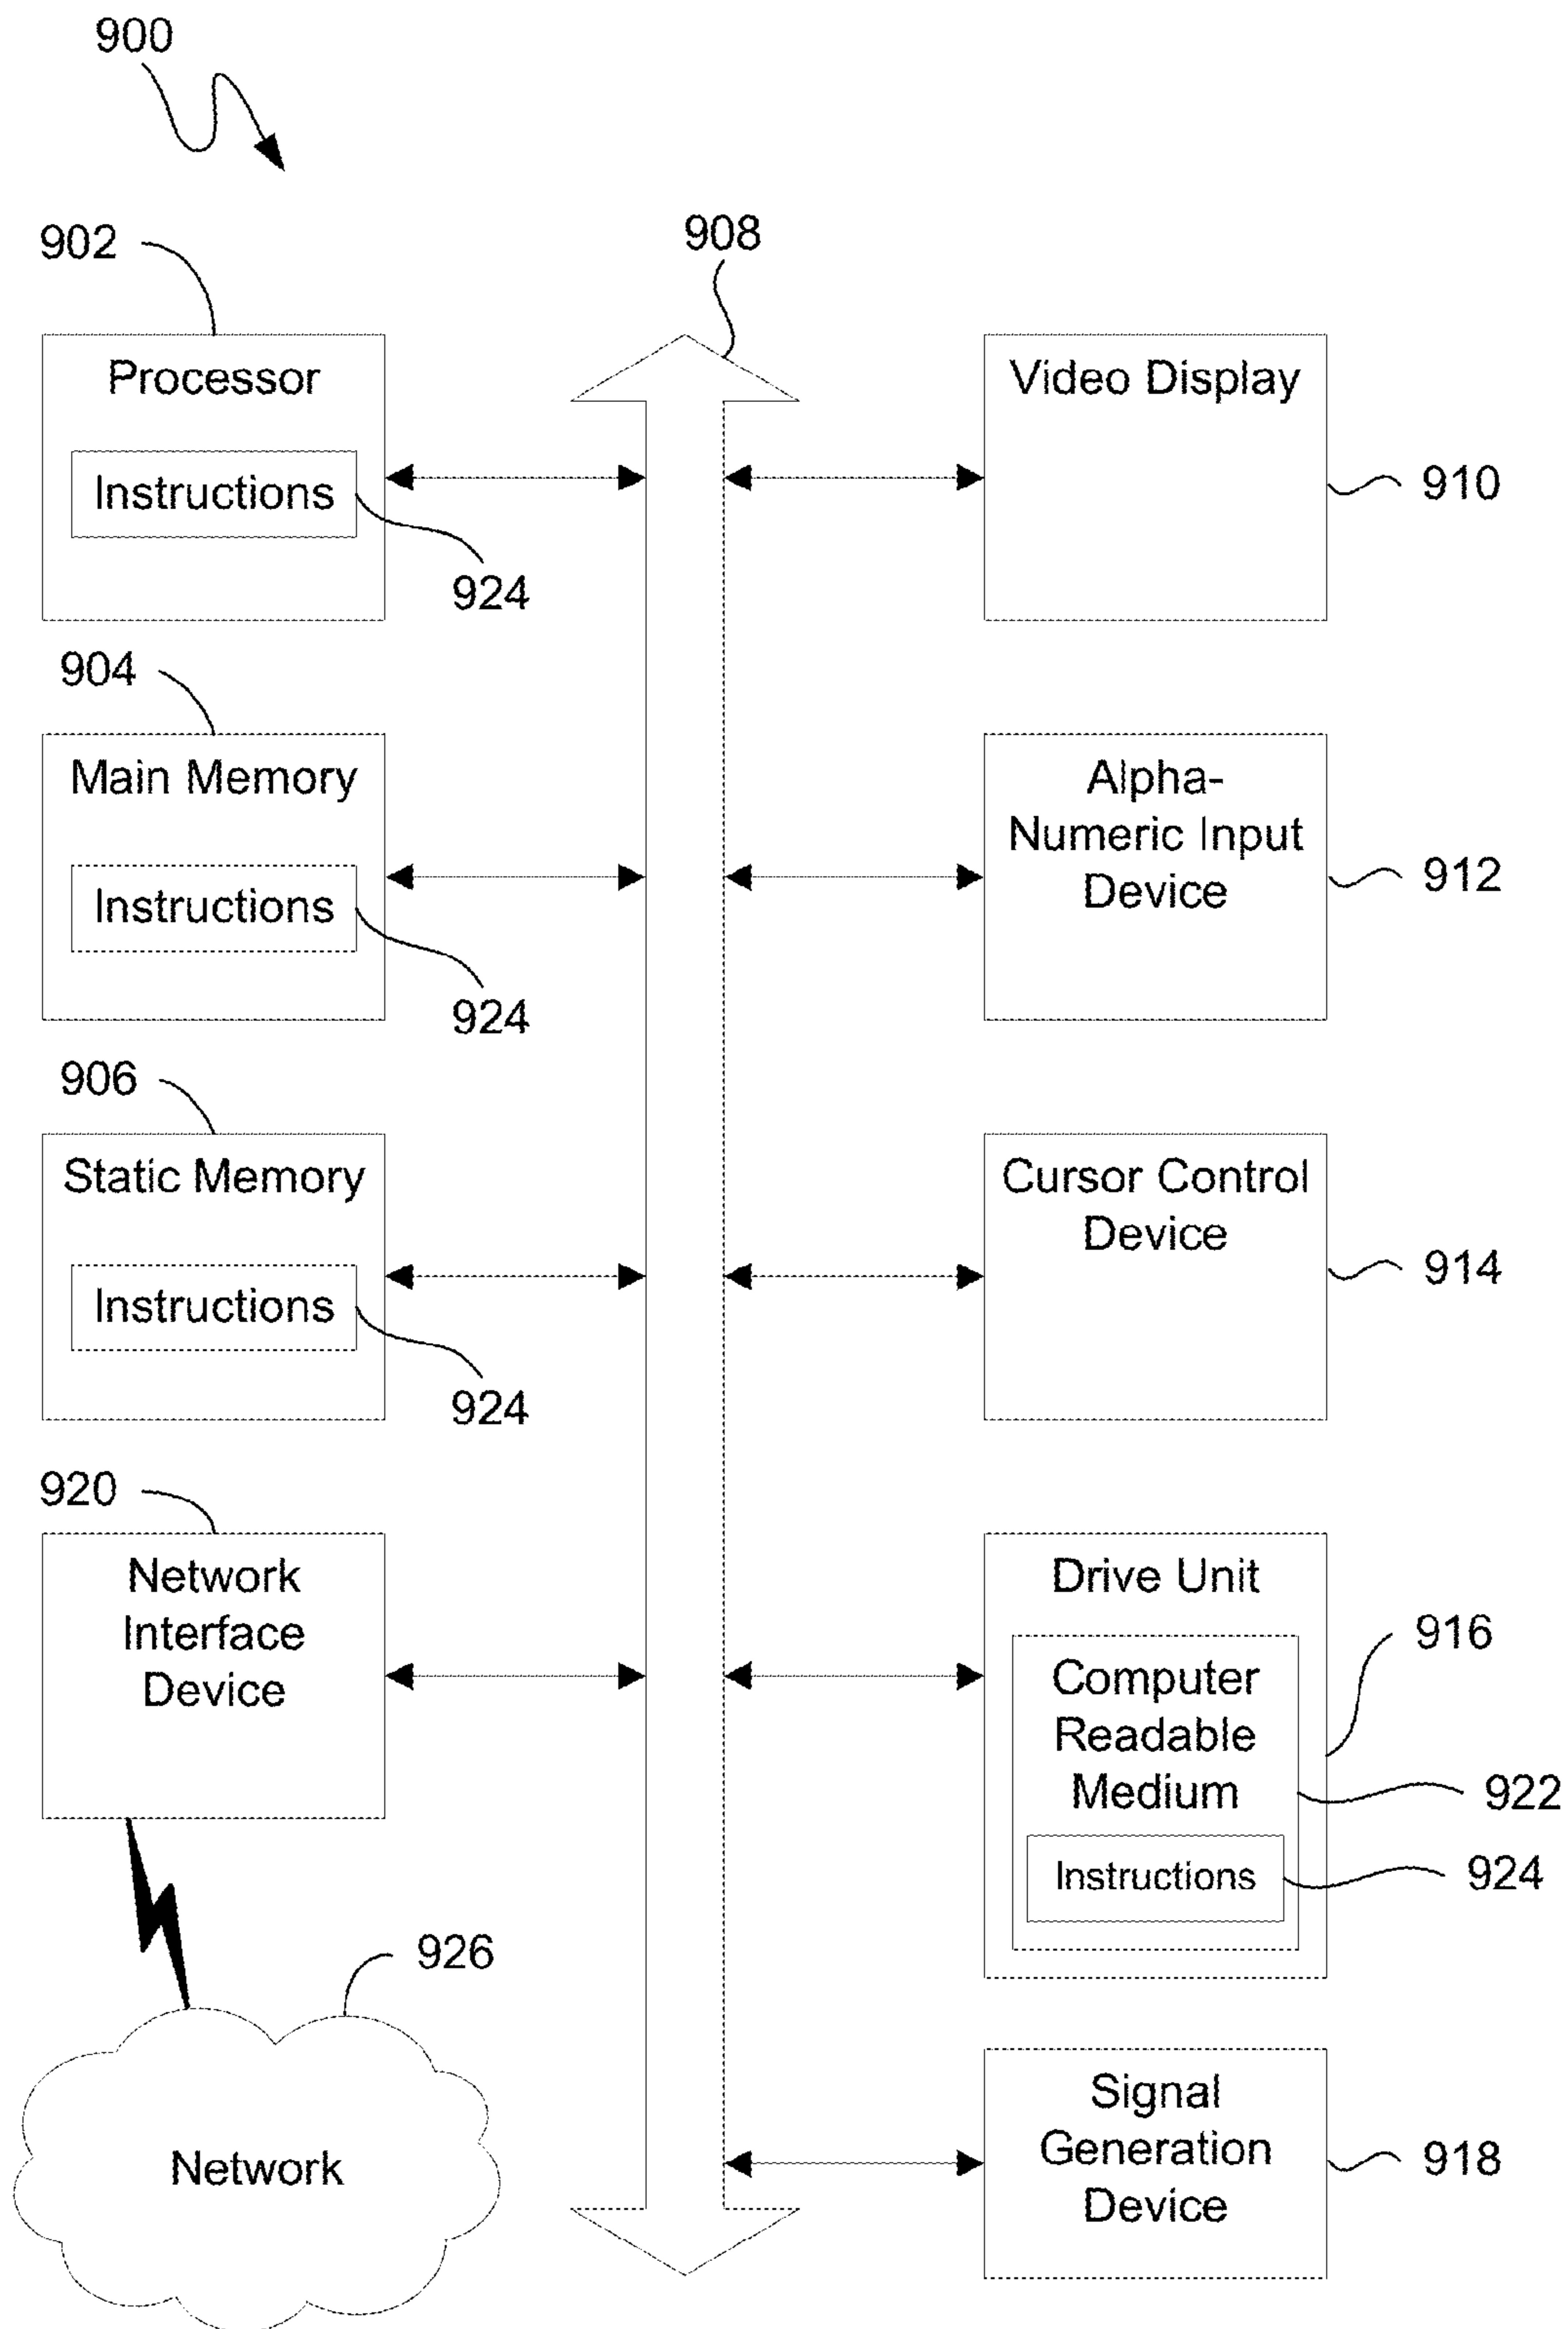 900
902
908
Processor
Instructions
924
Video Display
910
904
Main Memory
Instructions
924
Alpha-
Numeric Input
Device
912
906
Static Memory
Instructions
924
Cursor Control
Device
914
920
Network
Interface
Device
Drive Unit
916
Computer
Readable
Medium
922
Instructions
924
926
Network
Signal
Generation
Device
918